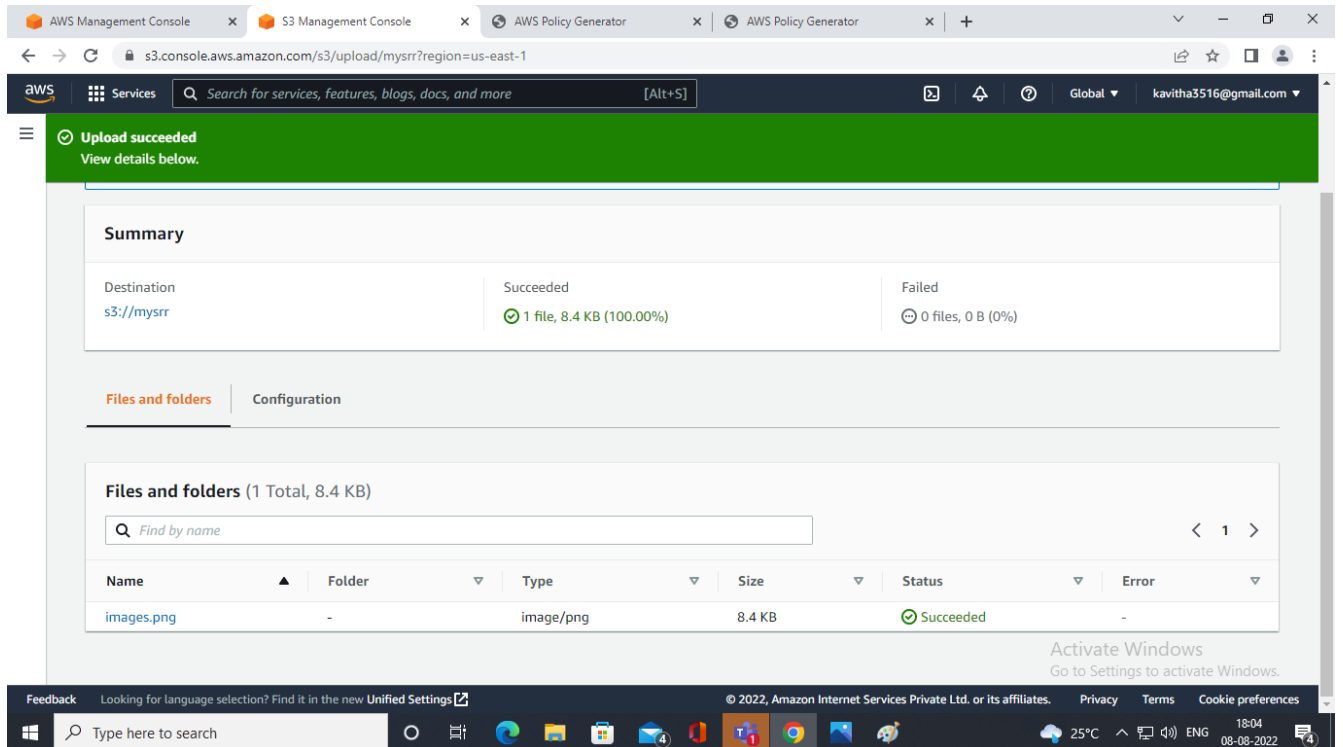 AWS Management Console
S3 Management Console
AWS Policy Generator
AWS Policy Generator
s3.console.aws.amazon.com/s3/upload/mysrr?region=us-east-1
aws
Services
Search for services, features, blogs, docs, and more
[Alt+S]
Global
kavitha3516@gmail.com
Upload succeeded
View details below.
Summary
Destination
Succeeded
Failed
s3://mysrr
1 file, 8.4 KB (100.00%)
0 files, 0 B (0%)
Files and folders
Configuration
Files and folders (1 Total, 8.4 KB)
Find by name
1
Name
Folder
Type
Size
Status
Error
images.png
-
image/png
8.4 KB
Succeeded
-
Activate Windows
Go to Settings to activate Windows.
Feedback
Looking for language selection? Find it in the new Unified Settings
© 2022, Amazon Internet Services Private Ltd. or its affiliates.
Privacy
Terms
Cookie preferences
Type here to search
4
1
25°C
ENG
18:04
08-08-2022
4